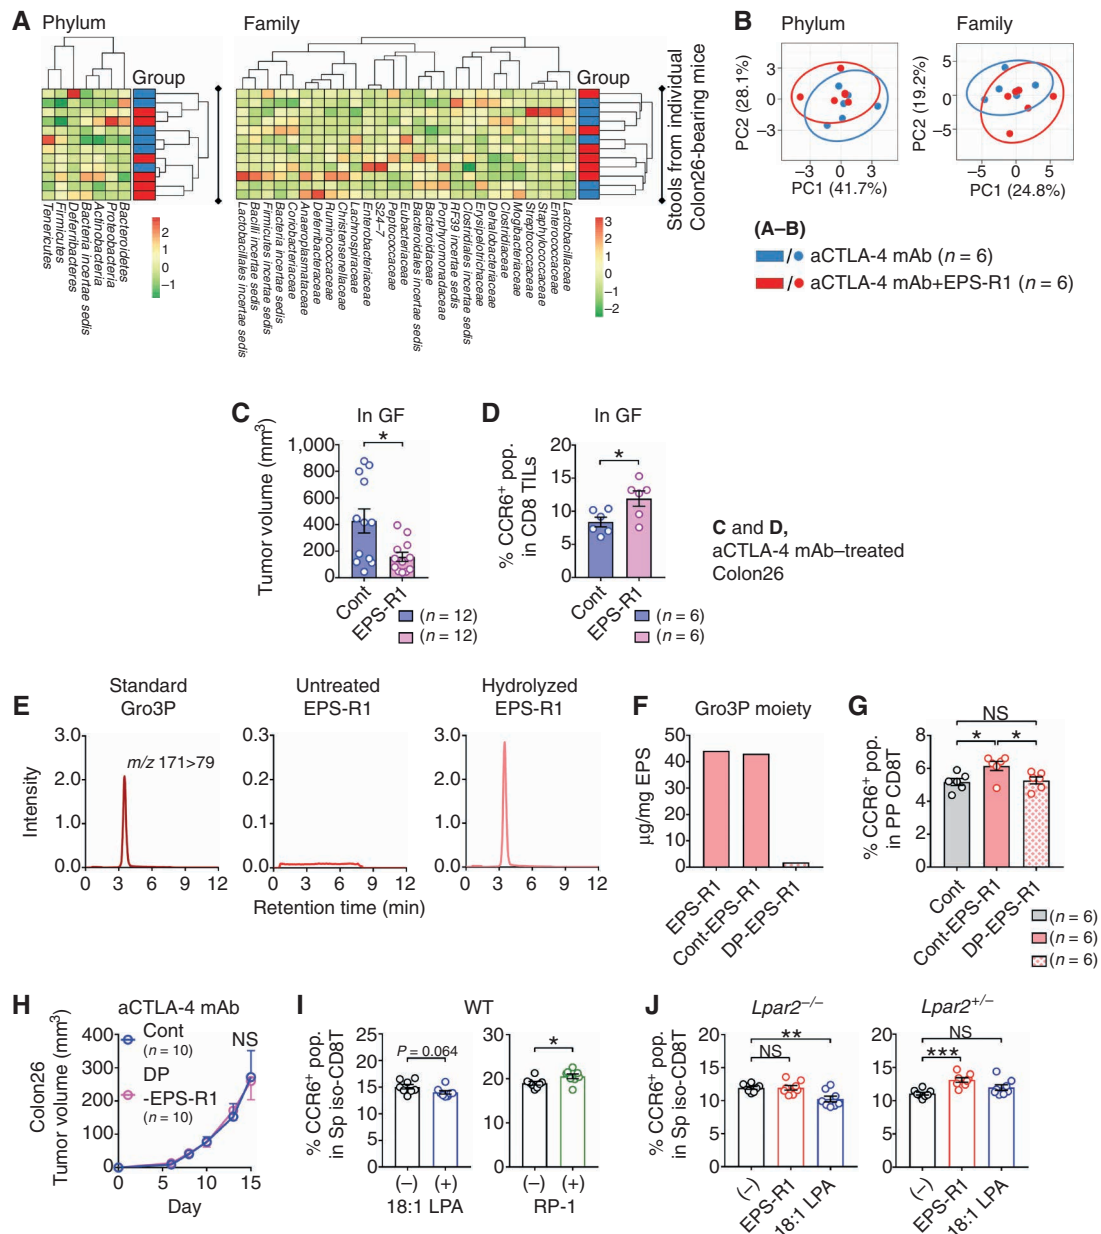 A Phylum Family
Group Group
Stools from individual
Colon26-bearing mice
Tenericutes
Firmicutes
Deferribacteres
Bacteria incertae sedis
Actinobacteria
Proteobacteria
Bacteroidetes
2
1
0
−1
Lactobacillales incertae sedis
Bacilli incertae sedis
Firmicutes incertae sedis
Bacteria incertae sedis
Coriobacteriaceae
Anaeroplasmataceae
Deferribacteraceae
Ruminococcaceae
Christensenellaceae
Lachnospiraceae
Enterobacteriaceae
S24–7
Peptococcaceae
Eubacteriaceae
Bacteroidales incertae sedis
Bacteroidaceae
Porphyromonadaceae
RF39 incertae sedis
Clostridiales incertae sedis
Erysipelotrichaceae
Dehalobacteriaceae
Clostridiaceae
Mogibacteriaceae
Streptococcaceae
Staphylococcaceae
Enterococcaceae
Lactobacillaceae
3
2
1
0
−1
−2
B Phylum Family
PC2 (28.1%)
3
0
−3
−3 0 3
PC1 (41.7%)
PC2 (19.2%)
5
0
−5
−5 0 5
PC1 (24.8%)
(A–B)
/ aCTLA-4 mAb (n = 6)
/ aCTLA-4 mAb+EPS-R1 (n = 6)
C In GF
Tumor volume (mm3)
1,000
800
600
400
200
0
*
Cont
EPS-R1
(n = 12)
(n = 12)
D In GF
% CCR6+ pop.
in CD8 TILs
20
15
10
5
0
*
Cont
EPS-R1
(n = 6)
(n = 6)
C and D,
aCTLA-4 mAb–treated
Colon26
E Standard
Gro3P
Untreated
EPS-R1
Hydrolyzed
EPS-R1
Intensity
3.0
2.0
1.0
0.0
m/z 171>79
0 3 6 9 12
0.3
0.2
0.1
0.0
0 3 6 9 12
3.0
2.0
1.0
0.0
0 3 6 9 12
Retention time (min)
F Gro3P moiety
µg/mg EPS
50
40
30
20
10
0
EPS-R1
Cont-EPS-R1
DP-EPS-R1
G
% CCR6+ pop.
in PP CD8T
8
6
4
2
0
NS
* *
Cont
Cont-EPS-R1
DP-EPS-R1
(n = 6)
(n = 6)
(n = 6)
H aCTLA-4 mAb
Colon26
Tumor volume (mm3)
400
300
200
100
0
Cont
(n = 10)
DP
-EPS-R1
(n = 10)
NS
0 5 10 15
Day
I WT
% CCR6+ pop.
in Sp iso-CD8T
25
20
15
10
5
0
P = 0.064
(–) (+)
18:1 LPA
30
20
10
0
*
(–) (+)
RP-1
J Lpar2−/− Lpar2+/−
% CCR6+ pop.
in Sp iso-CD8T
20
15
10
5
0
**
NS
(–)
EPS-R1
18:1 LPA
20
15
10
5
0
NS
***
(–)
EPS-R1
18:1 LPA